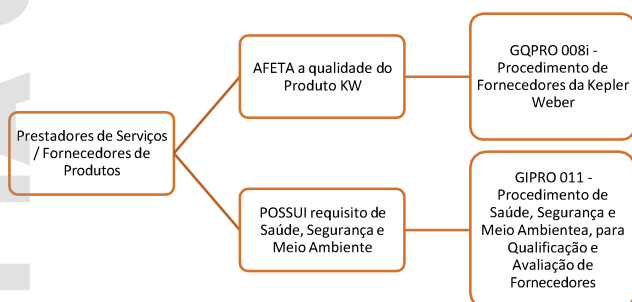 Prestadores de Serviços
/ Fornecedores de
Produtos
AFETA a qualidade do
Produto KW
GQPRO 008i -
Procedimento de
Fornecedores da Kepler
Weber
POSSUI requisito de
Saúde, Segurança e
Meio Ambiente
GIPRO 011 -
Procedimento de
Saúde, Segurança e
Meio Ambientea, para
Qualificação e
Avaliação de
Fornecedores